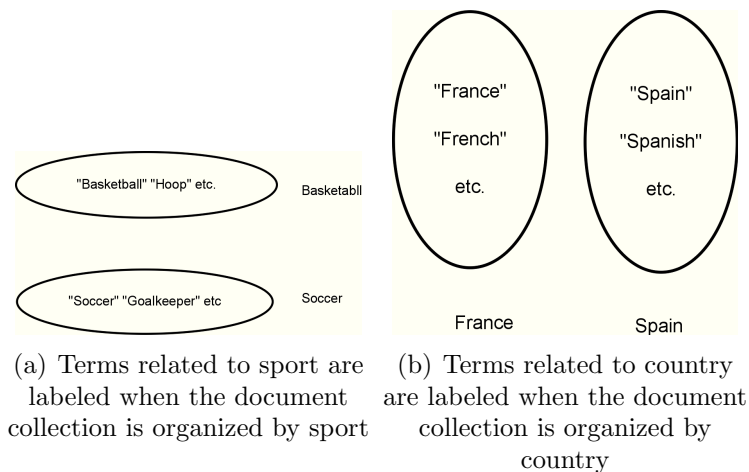 "Basketball" "Hoop" etc.
Basketabll
"Soccer" "Goalkeeper" etc
Soccer
(a) Terms related to sport are
labeled when the document
collection is organized by sport
"France"
"French"
etc.
France
"Spain"
"Spanish"
etc.
Spain
(b) Terms related to country
are labeled when the document
collection is organized by
country